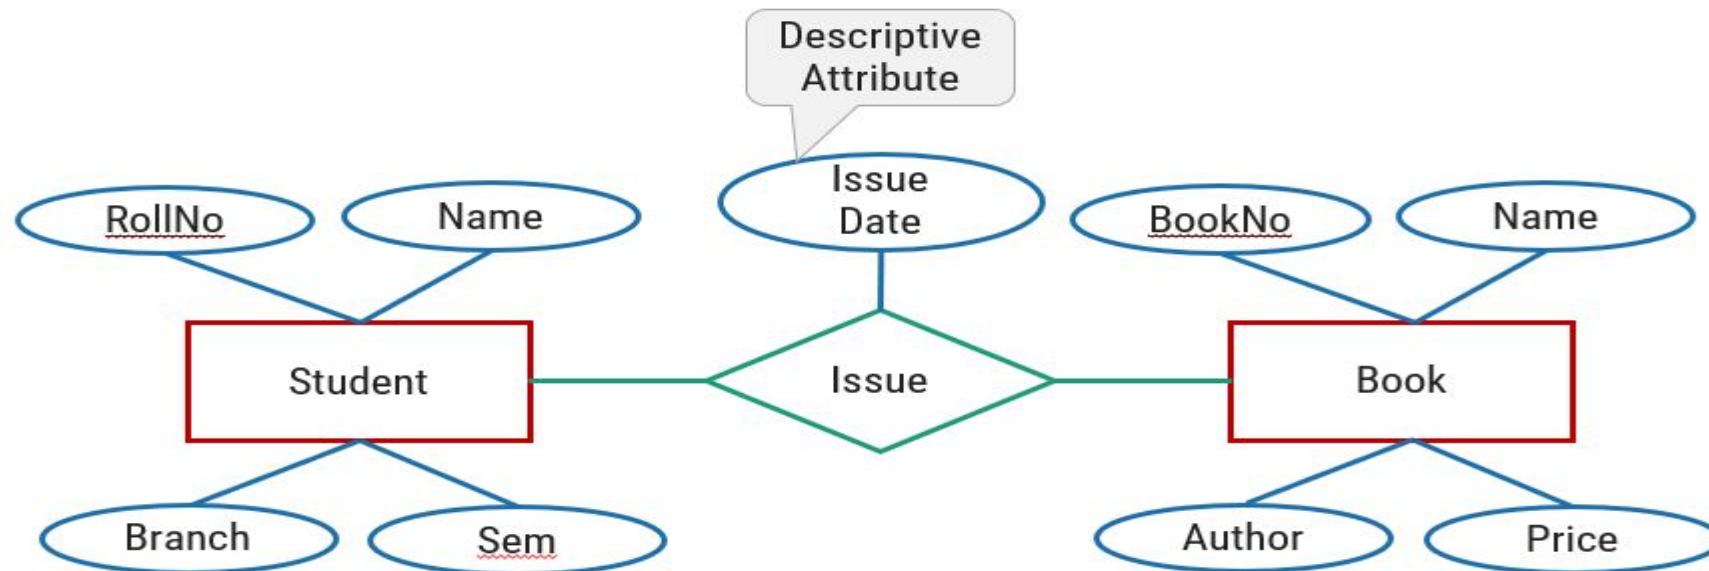 Descriptive
Attribute
Issue
Date
RollNo
Name
BookNo
Name
Student
Issue
Book
Branch
Sem
Author
Price